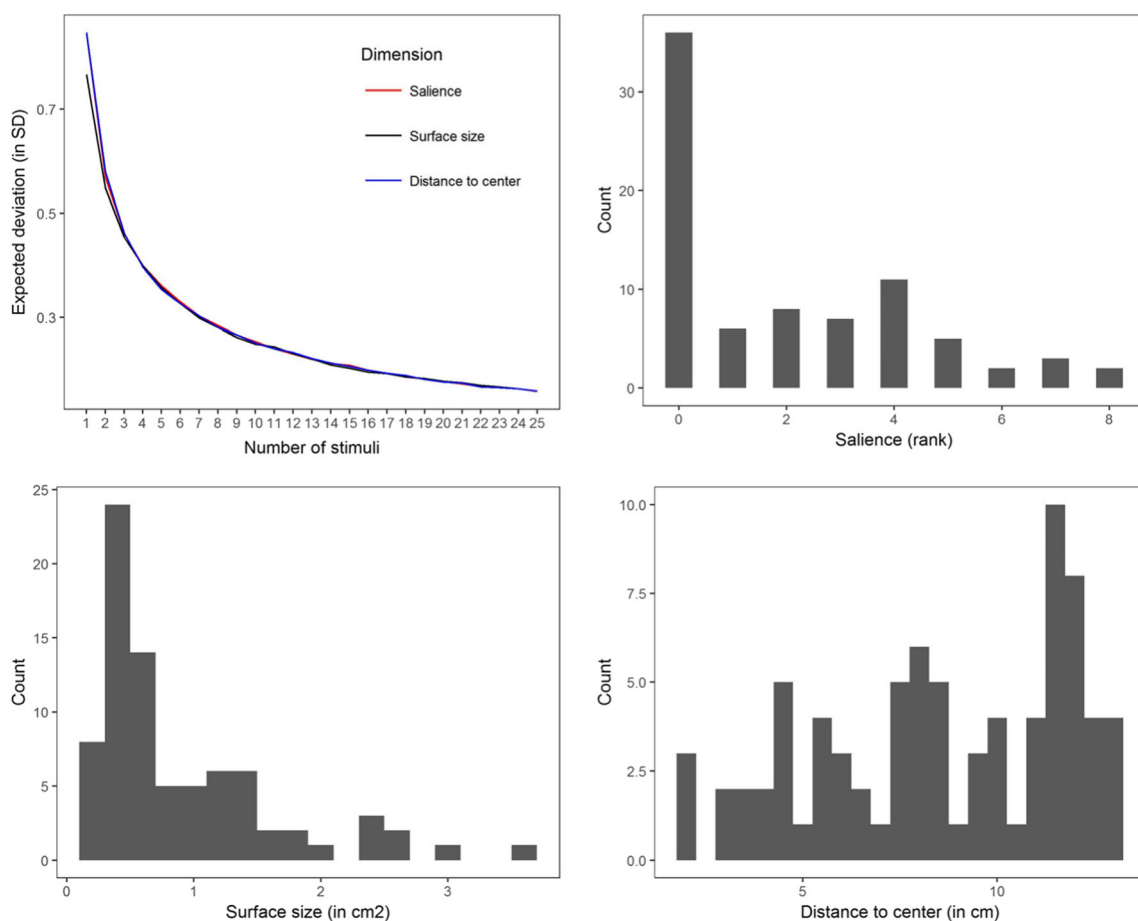 Dimension
Salience
Surface size
Distance to center
Expected deviation (in SD)
0.7
0.5
0.3
1 2 3 4 5 6 7 8 9 10 11 12 13 14 15 16 17 18 19 20 21 22 23 24 25
Number of stimuli
Count
30
20
10
0
0 2 4 6 8
Salience (rank)
Count
25
20
15
10
5
0
0 1 2 3
Surface size (in cm2)
Count
10.0
7.5
5.0
2.5
0.0
5 10
Distance to center (in cm)